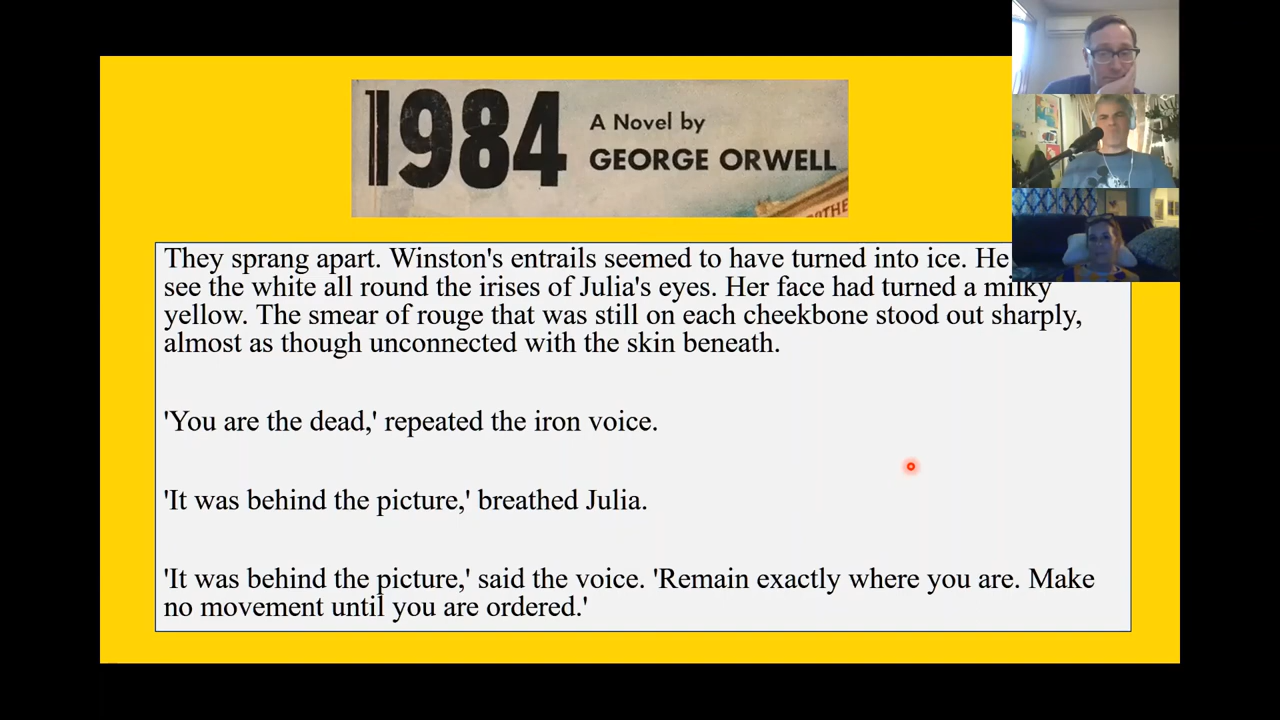 1984
A Novel by
GEORGE ORWELL
OTHE
They sprang apart. Winston's entrails seemed to have turned into ice. He
see the white all round the irises of Julia's eyes. Her face had turned a milky
yellow. The smear of rouge that was still on each cheekbone stood out sharply,
almost as though unconnected with the skin beneath.
'You are the dead,' repeated the iron voice.
'It was behind the picture,' breathed Julia.
'It was behind the picture,' said the voice. 'Remain exactly where you are. Make
no movement until you are ordered.'